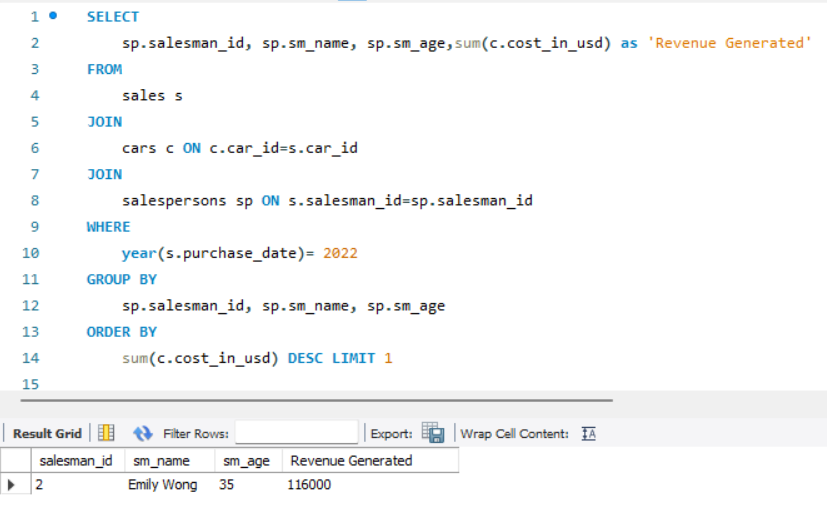 1 SELECT
2 sp.salesman_id, sp.sm_name, sp.sm_age,sum(c.cost_in_usd) as 'Revenue Generated'
3 FROM
4 sales s
5 JOIN
6 cars c ON c.car_id=s.car_id
7 JOIN
8 salespersons sp ON s.salesman_id=sp.salesman_id
9 WHERE
10 year(s.purchase_date)= 2022
11 GROUP BY
12 sp.salesman_id, sp.sm_name, sp.sm_age
13 ORDER BY
14 sum(c.cost_in_usd) DESC LIMIT 1
15
Result Grid Filter Rows: Export: Wrap Cell Content: IA
salesman_id sm_name sm_age Revenue Generated
2 Emily Wong 35 116000